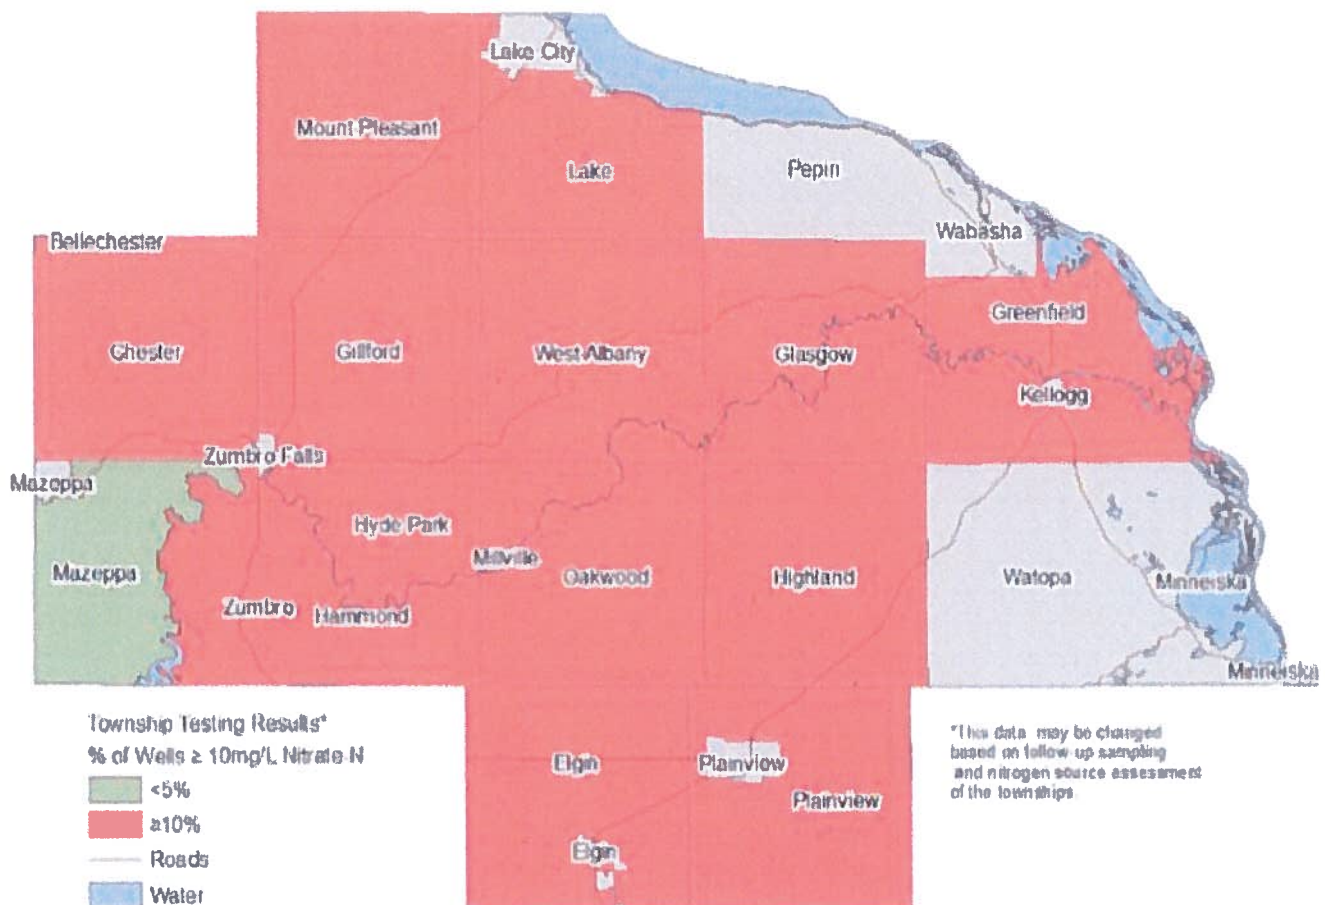 Lake City
Mount Pleasant
Lake
Pepin
Wabasha
Bellechester
Greenfield
Chester
Gillford
West Albany
Glasgow
Kellogg
Zumbro Falls
Mazeppa
Hyde Park
Millville
Mazeppa
Oakwood
Highland
Watopa
Minneiska
Zumbro
Hammond
Minneiska
Township Testing Results*
% of Wells ≥ 10mg/L Nitrate-N
<5%
≥10%
Roads
Water
Elgin
Plainview
Plainview
Elgin
*This data may be changed
based on follow up sampling
and nitrogen source assessment
of the townships